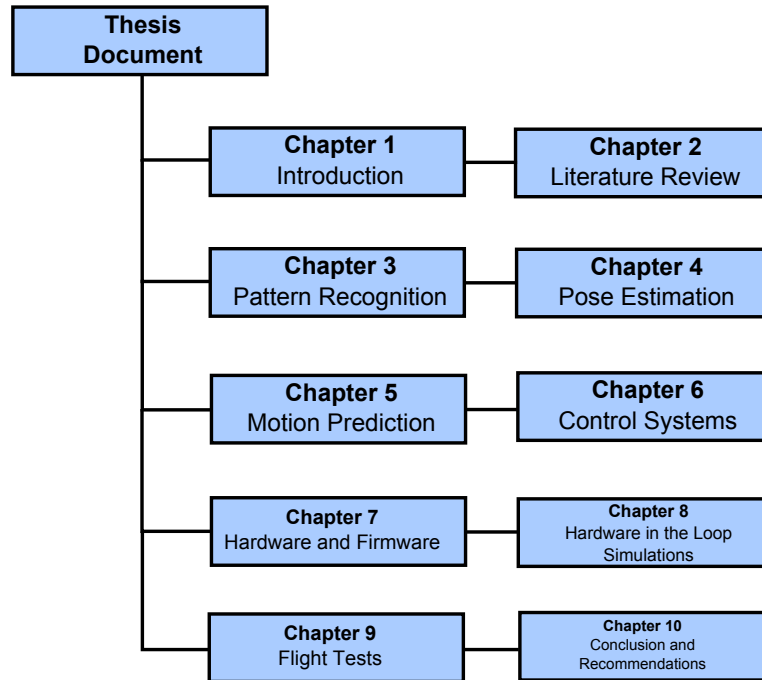 Thesis
Document
Chapter 1
Introduction
Chapter 2
Literature Review
Chapter 3
Pattern Recognition
Chapter 4
Pose Estimation
Chapter 5
Motion Prediction
Chapter 6
Control Systems
Chapter 7
Hardware and Firmware
Chapter 8
Hardware in the Loop
Simulations
Chapter 9
Flight Tests
Chapter 10
Conclusion and
Recommendations